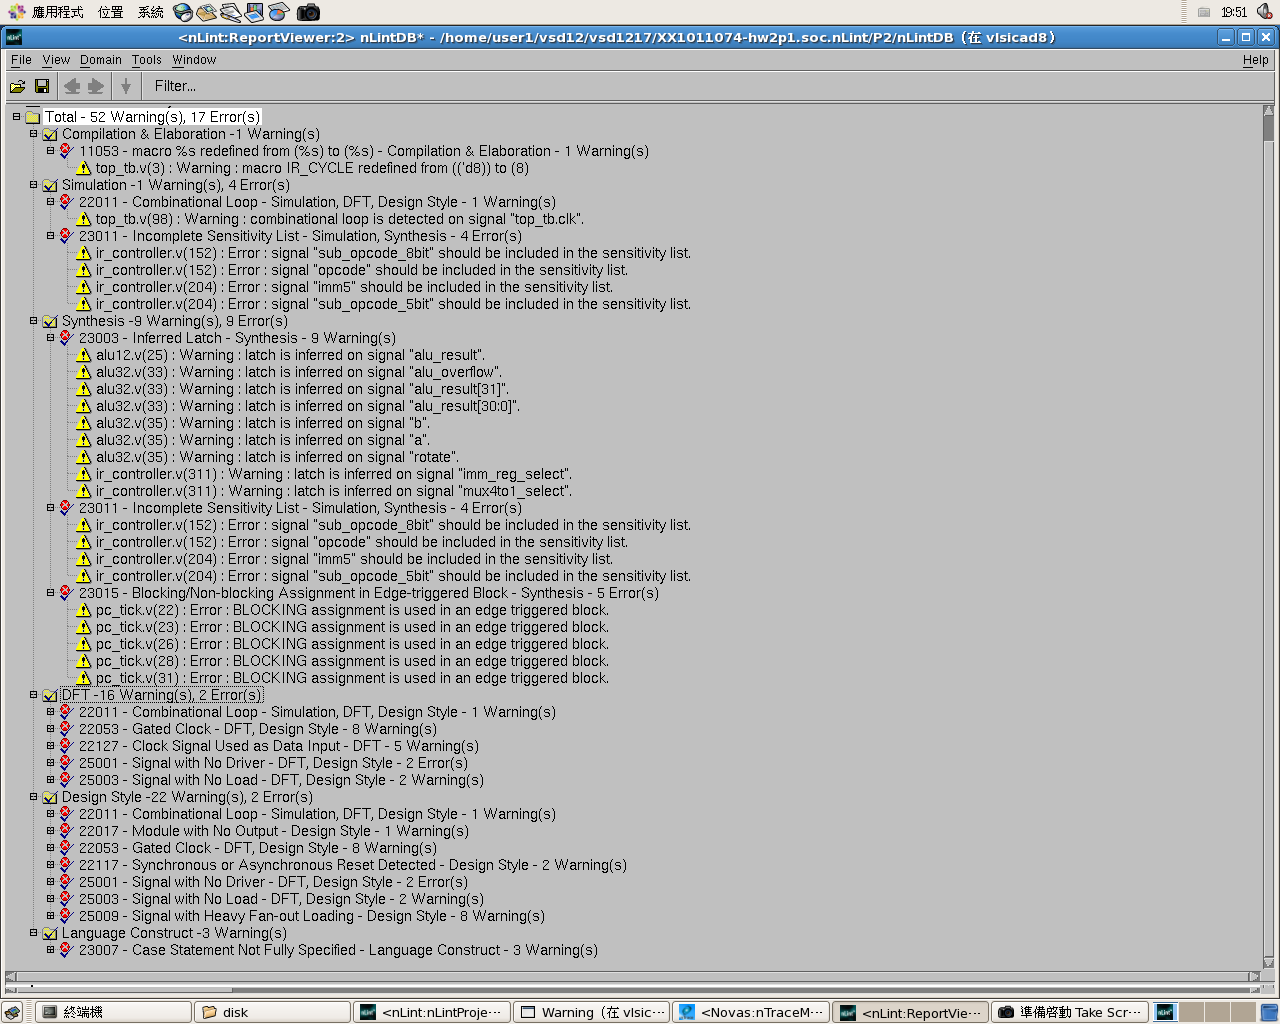 應用程式 位置 系統 19:51
<nLint:ReportViewer:2> nLintDB* - /home/user1/vsd12/vsd1217/XX1011074-hw2p1.soc.nLint/P2/nLintDB (在 vlsicad8)
File View Domain Tools Window Help
Filter...
Total - 52 Warning(s), 17 Error(s)
Compilation & Elaboration -1 Warning(s)
11053 - macro %s redefined from (%s) to (%s) - Compilation & Elaboration - 1 Warning(s)
top_tb.v(3) : Warning : macro IR_CYCLE redefined from (('d8)) to (8)
Simulation -1 Warning(s), 4 Error(s)
22011 - Combinational Loop - Simulation, DFT, Design Style - 1 Warning(s)
top_tb.v(98) : Warning : combinational loop is detected on signal "top_tb.clk".
23011 - Incomplete Sensitivity List - Simulation, Synthesis - 4 Error(s)
ir_controller.v(152) : Error : signal "sub_opcode_8bit" should be included in the sensitivity list.
ir_controller.v(152) : Error : signal "opcode" should be included in the sensitivity list.
ir_controller.v(204) : Error : signal "imm5" should be included in the sensitivity list.
ir_controller.v(204) : Error : signal "sub_opcode_5bit" should be included in the sensitivity list.
Synthesis -9 Warning(s), 9 Error(s)
23003 - Inferred Latch - Synthesis - 9 Warning(s)
alu12.v(25) : Warning : latch is inferred on signal "alu_result".
alu32.v(33) : Warning : latch is inferred on signal "alu_overflow".
alu32.v(33) : Warning : latch is inferred on signal "alu_result[31]".
alu32.v(33) : Warning : latch is inferred on signal "alu_result[30:0]".
alu32.v(35) : Warning : latch is inferred on signal "b".
alu32.v(35) : Warning : latch is inferred on signal "a".
alu32.v(35) : Warning : latch is inferred on signal "rotate".
ir_controller.v(311) : Warning : latch is inferred on signal "imm_reg_select".
ir_controller.v(311) : Warning : latch is inferred on signal "mux4to1_select".
23011 - Incomplete Sensitivity List - Simulation, Synthesis - 4 Error(s)
ir_controller.v(152) : Error : signal "sub_opcode_8bit" should be included in the sensitivity list.
ir_controller.v(152) : Error : signal "opcode" should be included in the sensitivity list.
ir_controller.v(204) : Error : signal "imm5" should be included in the sensitivity list.
ir_controller.v(204) : Error : signal "sub_opcode_5bit" should be included in the sensitivity list.
23015 - Blocking/Non-blocking Assignment in Edge-triggered Block - Synthesis - 5 Error(s)
pc_tick.v(22) : Error : BLOCKING assignment is used in an edge triggered block.
pc_tick.v(23) : Error : BLOCKING assignment is used in an edge triggered block.
pc_tick.v(26) : Error : BLOCKING assignment is used in an edge triggered block.
pc_tick.v(28) : Error : BLOCKING assignment is used in an edge triggered block.
pc_tick.v(31) : Error : BLOCKING assignment is used in an edge triggered block.
DFT -16 Warning(s), 2 Error(s)
22011 - Combinational Loop - Simulation, DFT, Design Style - 1 Warning(s)
22053 - Gated Clock - DFT, Design Style - 8 Warning(s)
22127 - Clock Signal Used as Data Input - DFT - 5 Warning(s)
25001 - Signal with No Driver - DFT, Design Style - 2 Error(s)
25003 - Signal with No Load - DFT, Design Style - 2 Warning(s)
Design Style -22 Warning(s), 2 Error(s)
22011 - Combinational Loop - Simulation, DFT, Design Style - 1 Warning(s)
22017 - Module with No Output - Design Style - 1 Warning(s)
22053 - Gated Clock - DFT, Design Style - 8 Warning(s)
22117 - Synchronous or Asynchronous Reset Detected - Design Style - 2 Warning(s)
25001 - Signal with No Driver - DFT, Design Style - 2 Error(s)
25003 - Signal with No Load - DFT, Design Style - 2 Warning(s)
25009 - Signal with Heavy Fan-out Loading - Design Style - 8 Warning(s)
Language Construct -3 Warning(s)
23007 - Case Statement Not Fully Specified - Language Construct - 3 Warning(s)
終端機 disk <nLint:nLintProje... Warning (在 vlsic... <Novas:nTraceM... <nLint:ReportVie... 準備啟動 Take Scr...